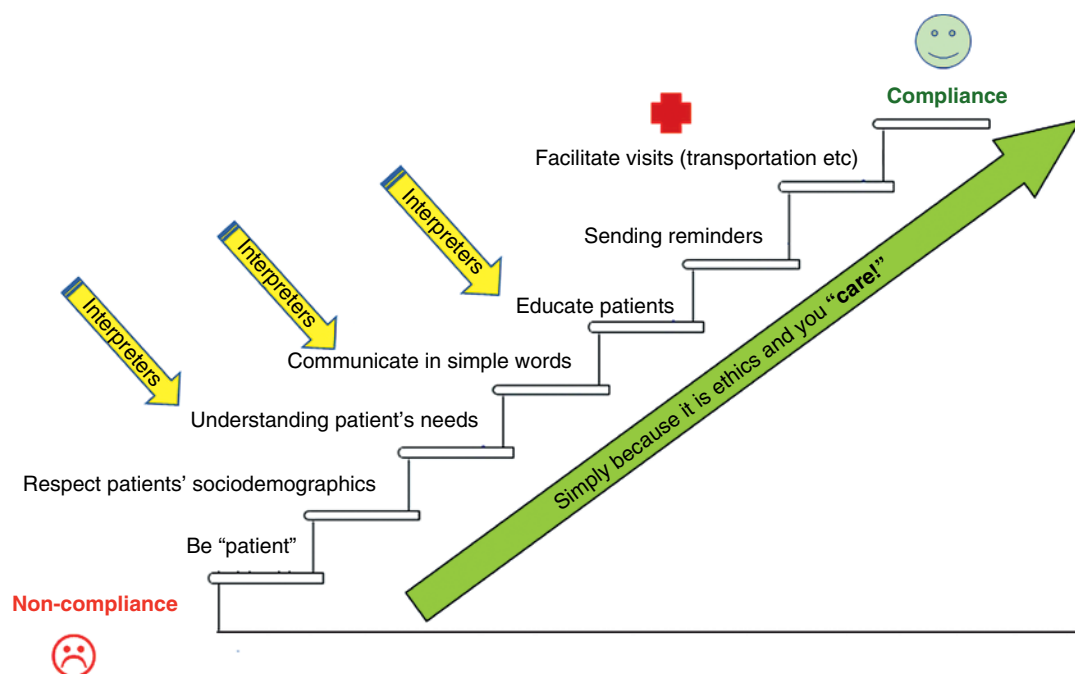 Compliance
Facilitate visits (transportation etc)
Sending reminders
Interpreters
Educate patients
Interpreters
Communicate in simple words
Interpreters
Understanding patient's needs
Respect patients' sociodemographics
Be “patient”
Non-compliance
Simply because it is ethics and you “care!”